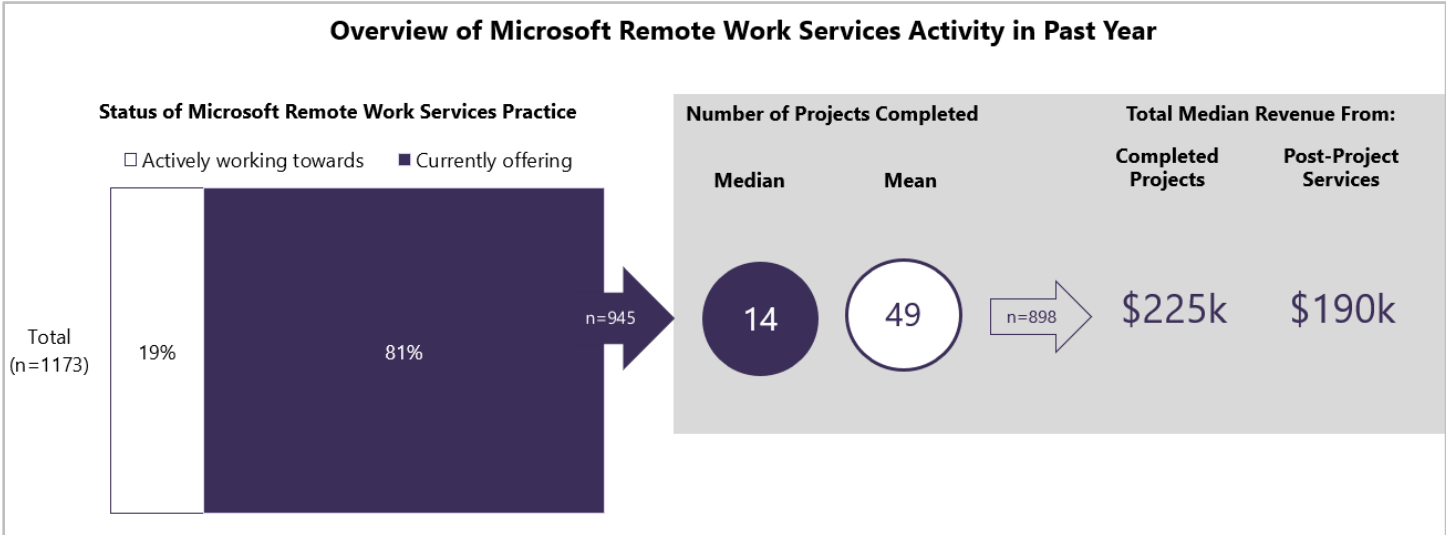 Overview of Microsoft Remote Work Services Activity in Past Year
Status of Microsoft Remote Work Services Practice
Actively working towards
Currently offering
Total
(n=1173)
19%
81%
n=945
Number of Projects Completed
Median
Mean
14
49
n=898
Total Median Revenue From:
Completed
Projects
Post-Project
Services
$225k
$190k